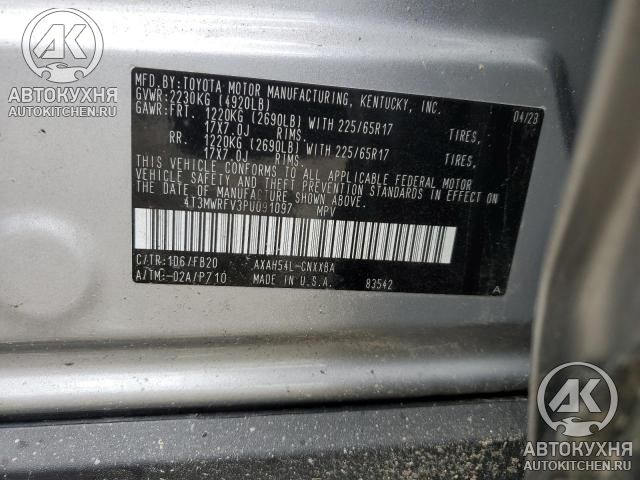 AK
АВТОКУХНЯ
AUTOKITCHEN.RU
MFD. BY: TOYOTA MOTOR MANUFACTURING, KENTUCKY, INC.
GVWR: 2230KG (4920LB) 04/23
GAWR: FRT. 1220KG (2690LB) WITH 225/65R17 TIRES,
17X7.0J RIMS,
RR. 1220KG (2690LB) WITH 225/65R17 TIRES,
17X7.0J RIMS,
THIS VEHICLE CONFORMS TO ALL APPLICABLE FEDERAL MOTOR
VEHICLE SAFETY AND THEFT PREVENTION STANDARDS IN EFFECT ON THE
DATE OF MANUFACTURE SHOWN ABOVE.
4T3MWRFV3PU091097 MPV
C/TR: 1D6/FB20 AXAH54L-CNXXBA
A/TM: -02A/P710 MADE IN U.S.A. 83542 A
AK
АВТОКУХНЯ
AUTOKITCHEN.RU